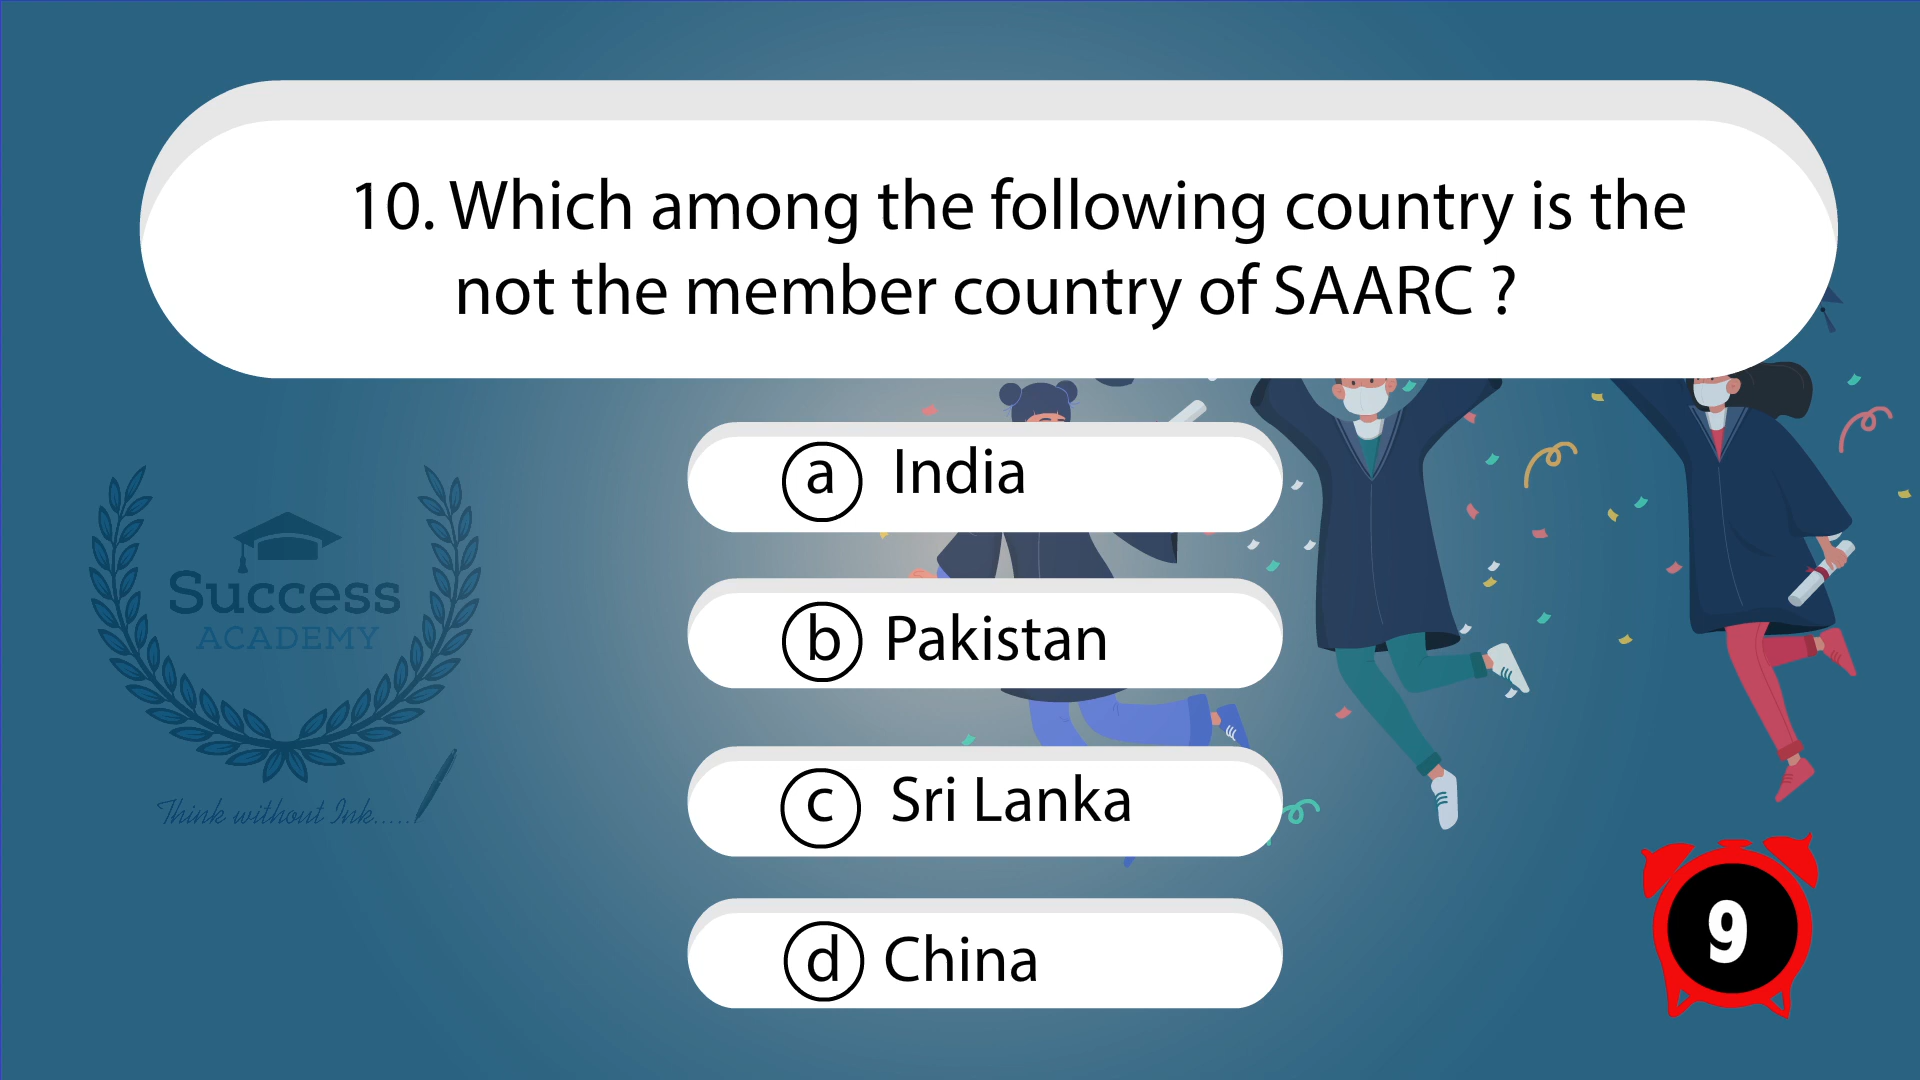 10. Which among the following country is the
not the member country of SAARC ?
a India
b Pakistan
c Sri Lanka
d China
Success
ACADEMY
Think without Ink.....
9